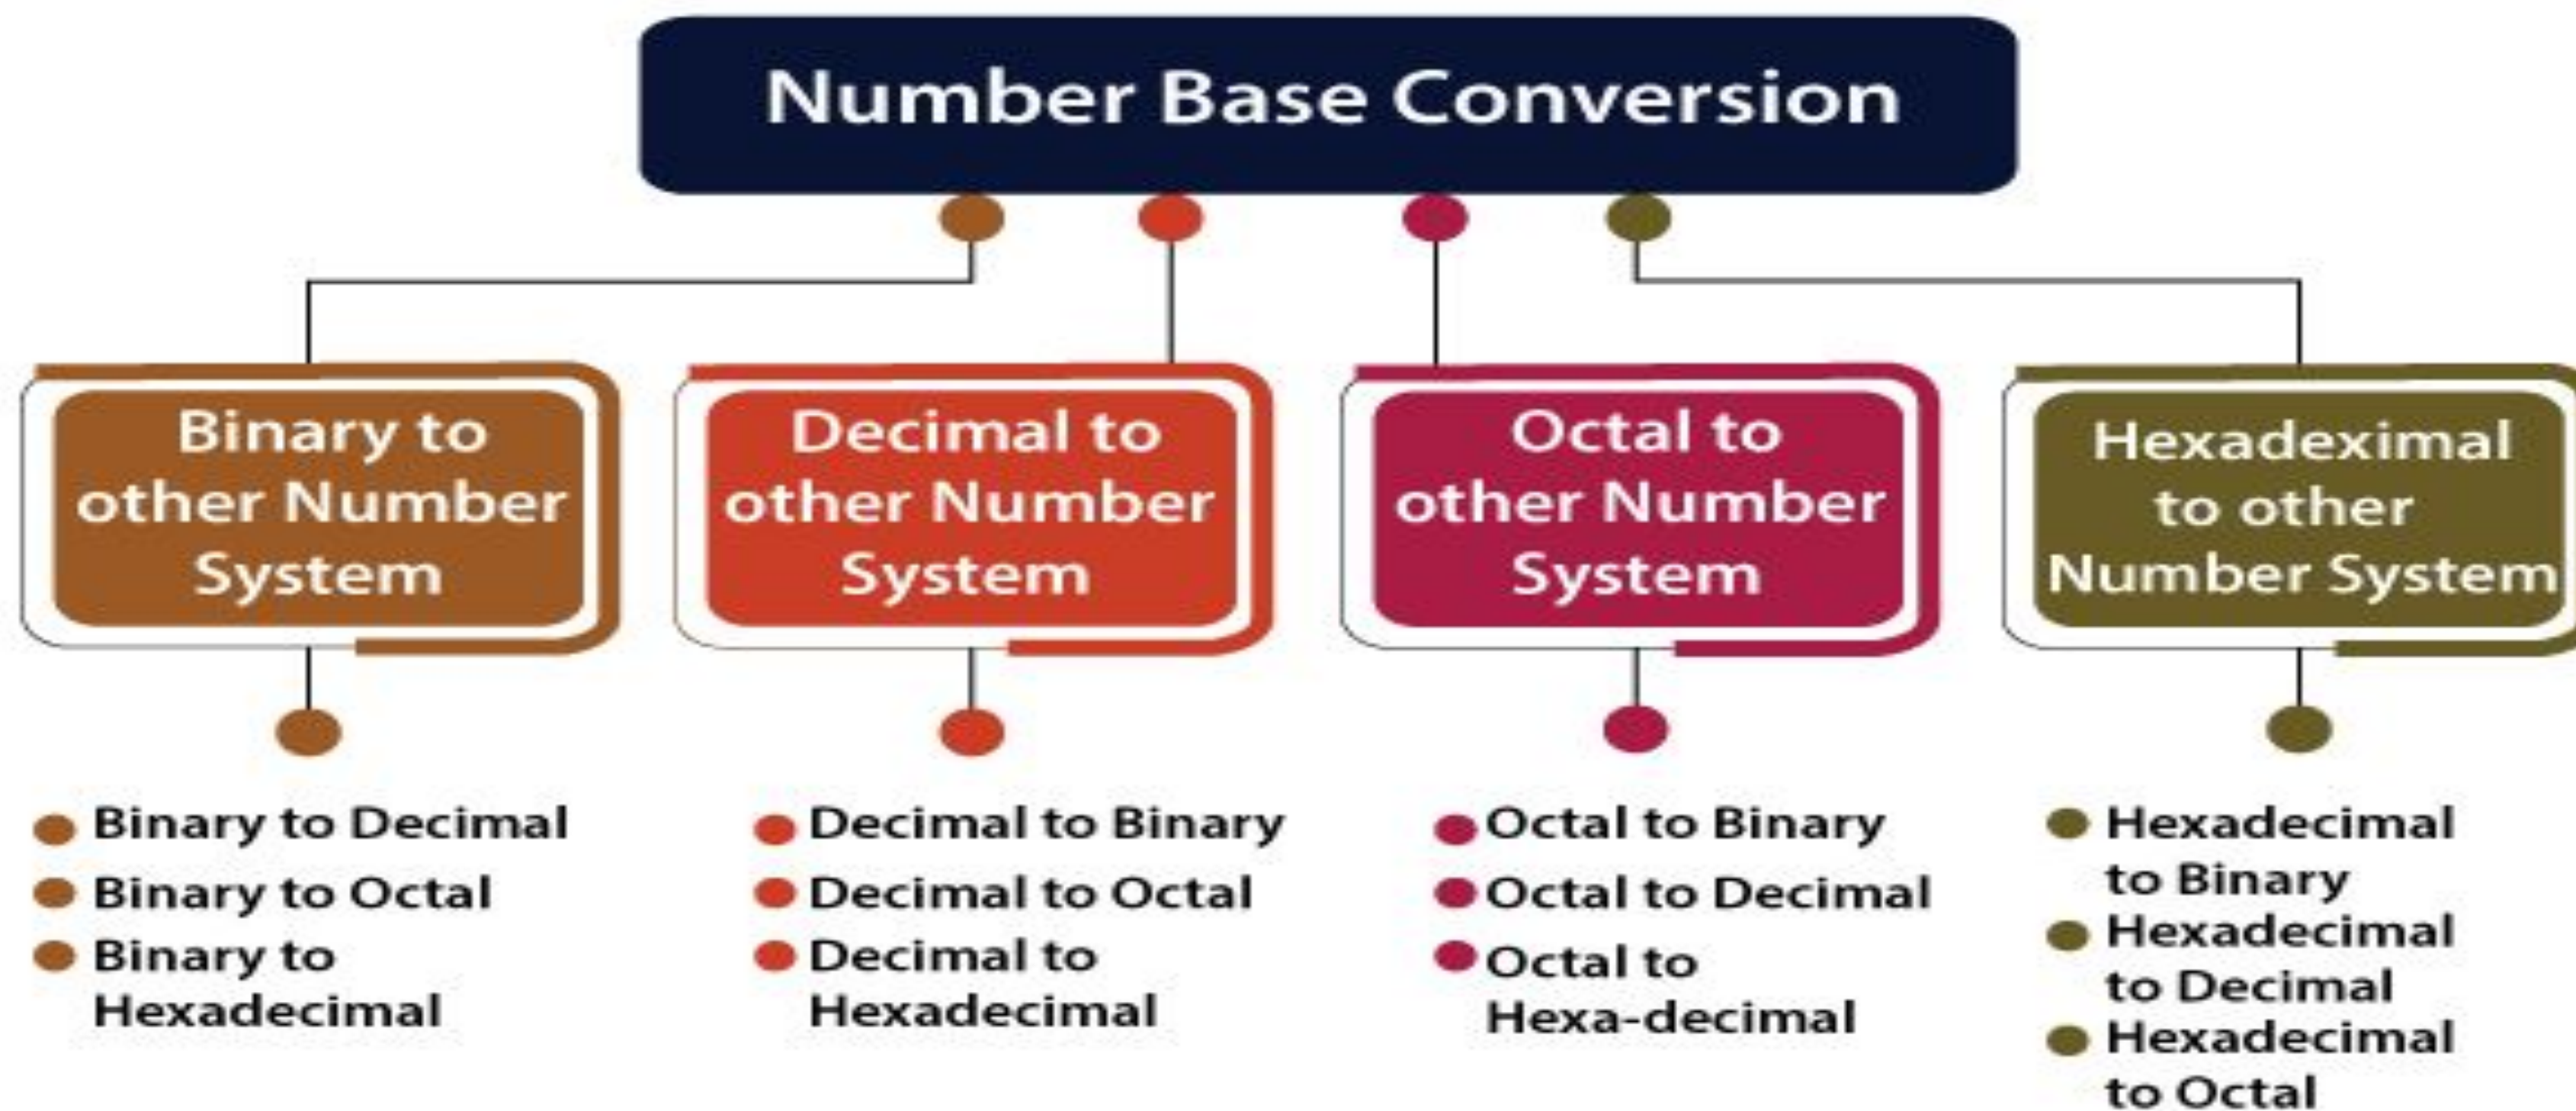 Number Base Conversion
Binary to
other Number
System
Decimal to
other Number
System
Octal to
other Number
System
Hexadeximal
to other
Number System
Binary to Decimal
Binary to Octal
Binary to
Hexadecimal
Decimal to Binary
Decimal to Octal
Decimal to
Hexadecimal
Octal to Binary
Octal to Decimal
Octal to
Hexa-decimal
Hexadecimal
to Binary
Hexadecimal
to Decimal
Hexadecimal
to Octal